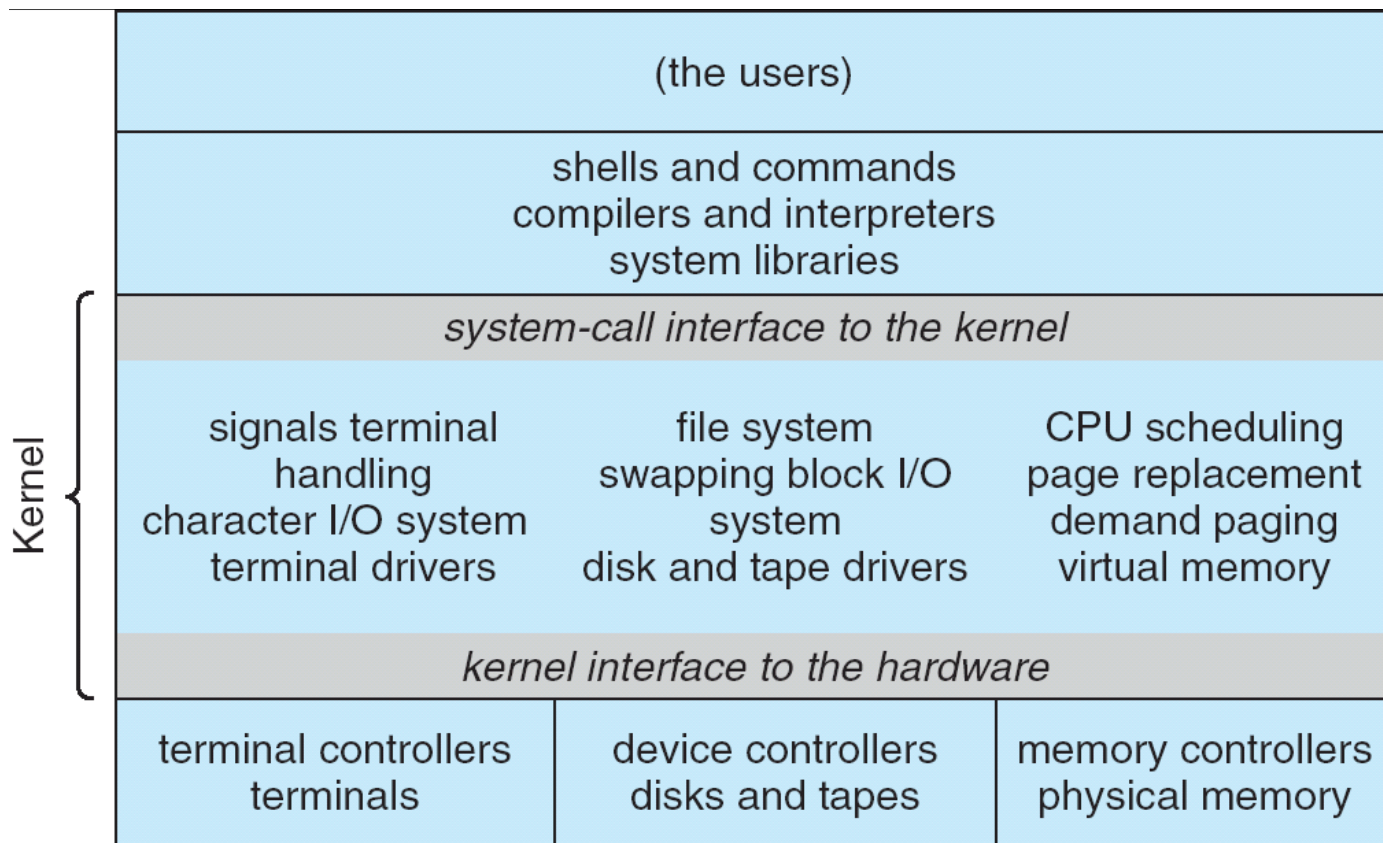 (the users)
shells and commands
compilers and interpreters
system libraries
Kernel
system-call interface to the kernel
signals terminal
handling
character I/O system
terminal drivers
file system
swapping block I/O
system
disk and tape drivers
CPU scheduling
page replacement
demand paging
virtual memory
kernel interface to the hardware
terminal controllers
terminals
device controllers
disks and tapes
memory controllers
physical memory